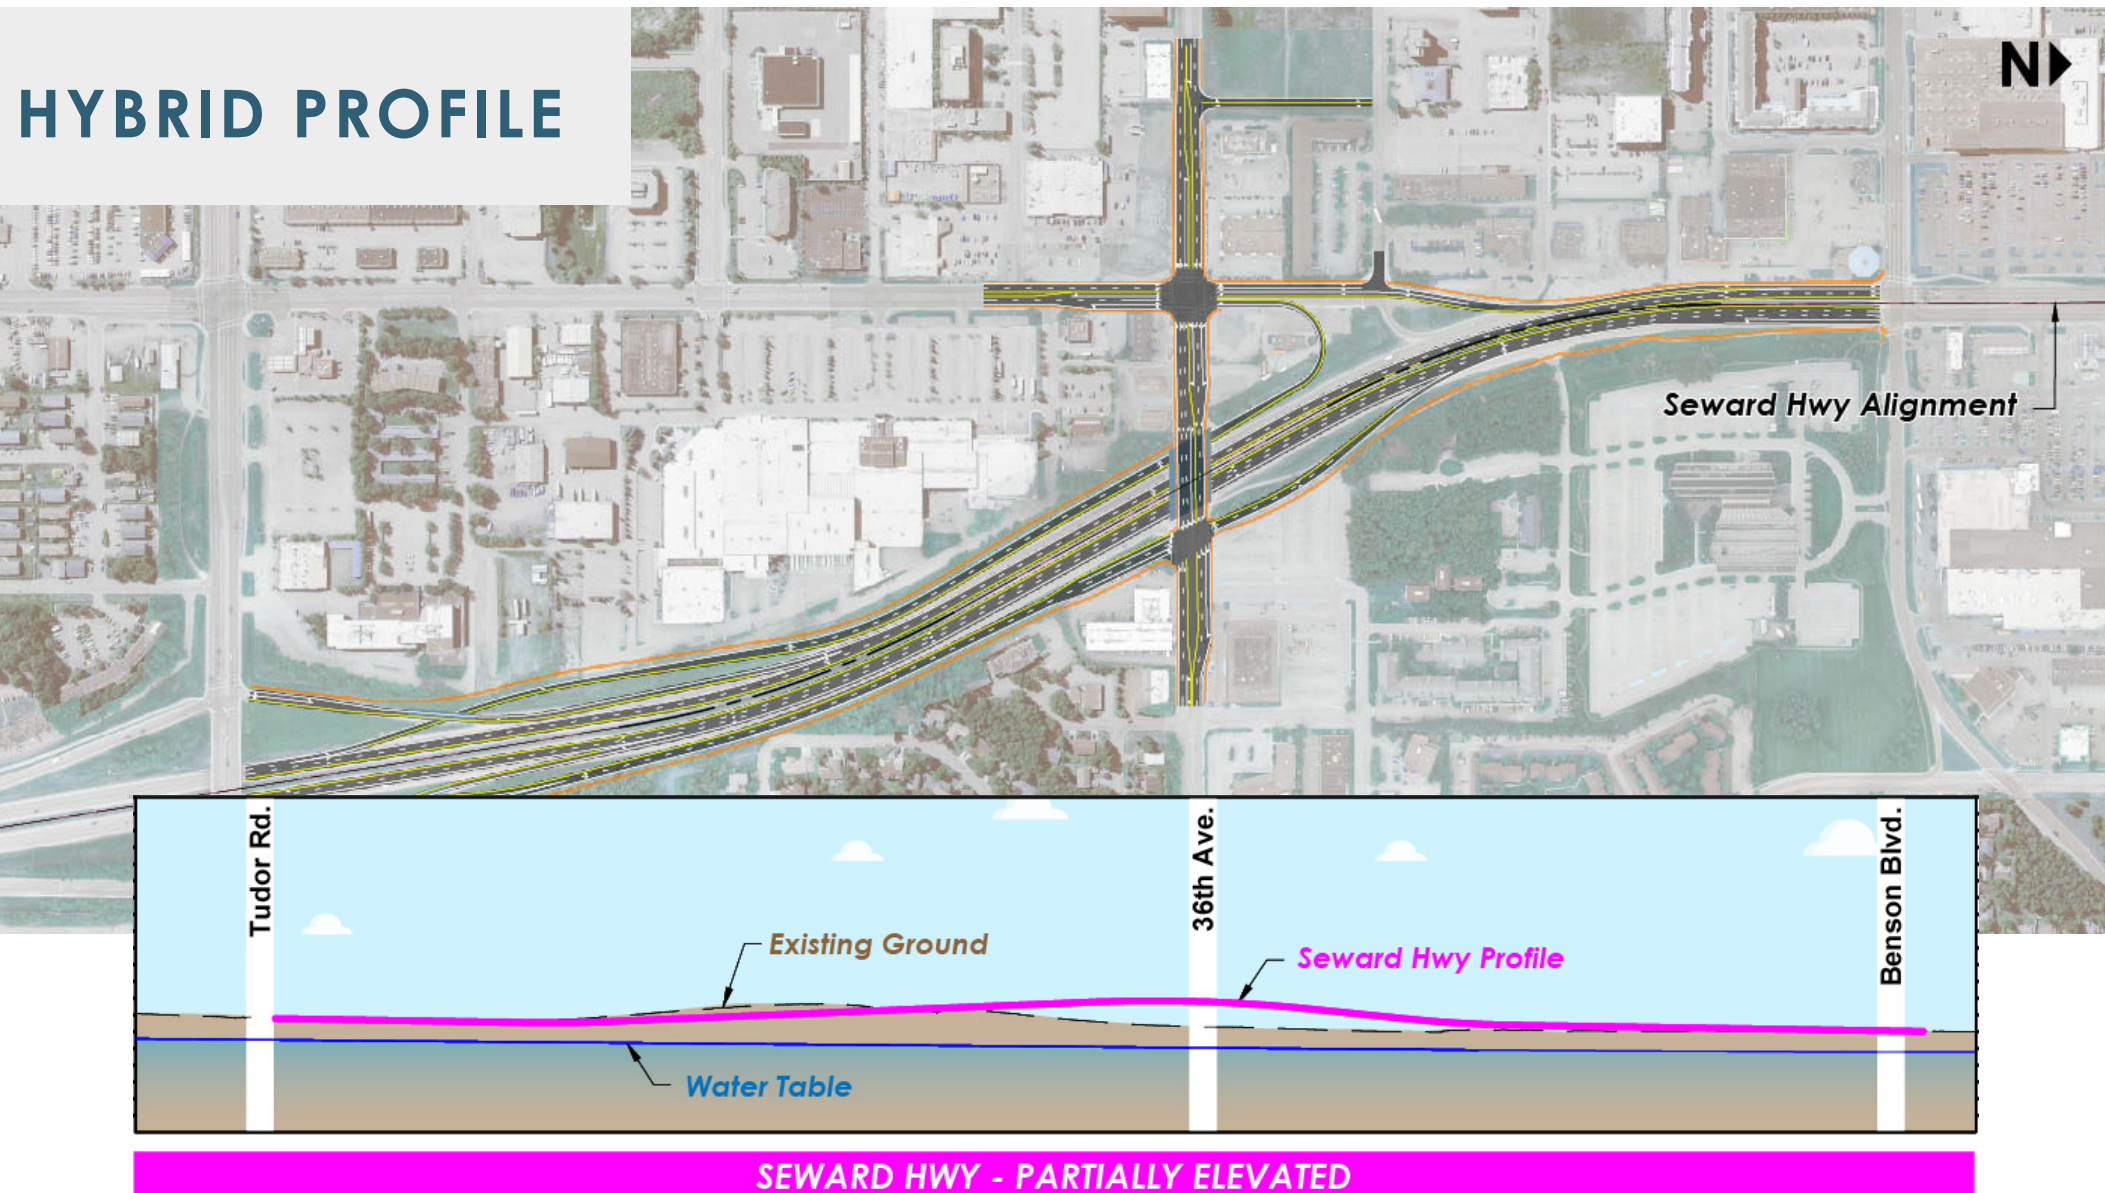 HYBRID PROFILE
N
Seward Hwy Alignment
Tudor Rd.
36th Ave.
Benson Blvd.
Existing Ground
Seward Hwy Profile
Water Table
SEWARD HWY - PARTIALLY ELEVATED